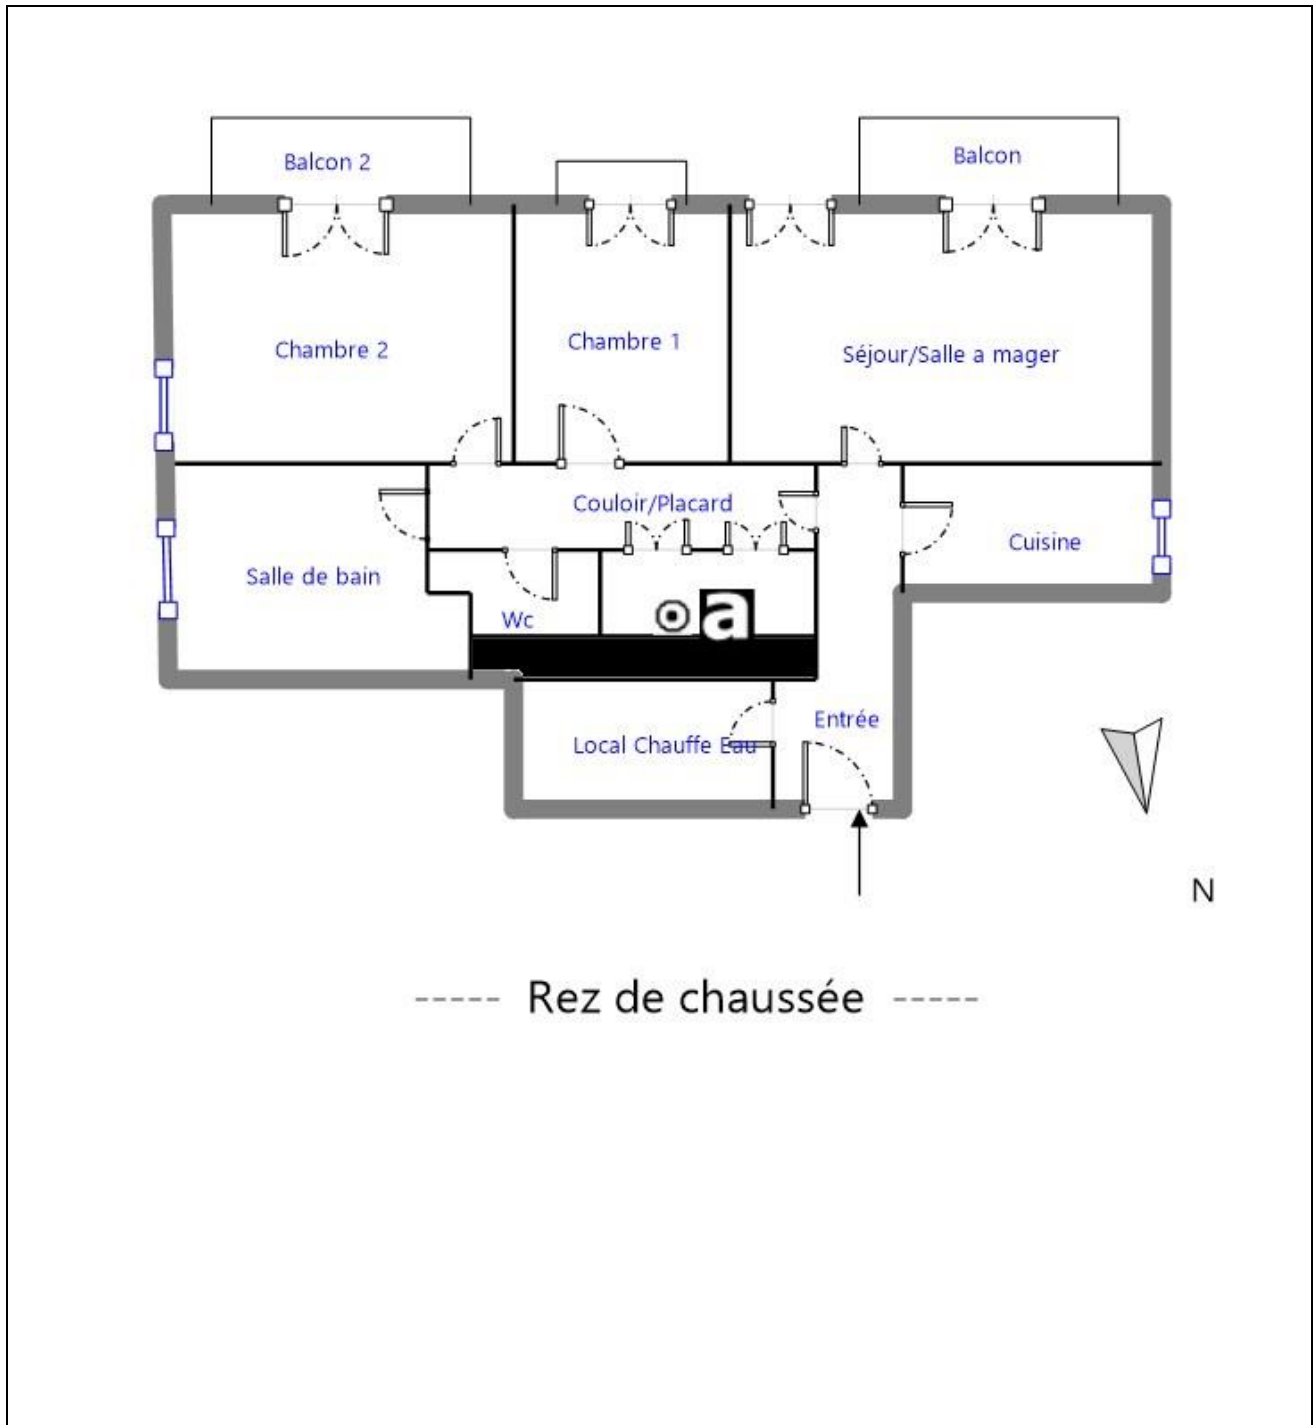 Balcon 2
Balcon
Chambre 2
Chambre 1
Séjour/Salle a mager
Couloir/Placard
Cuisine
Salle de bain
Wc
a
Entrée
Local Chauffe Eau
N
----- Rez de chaussée -----